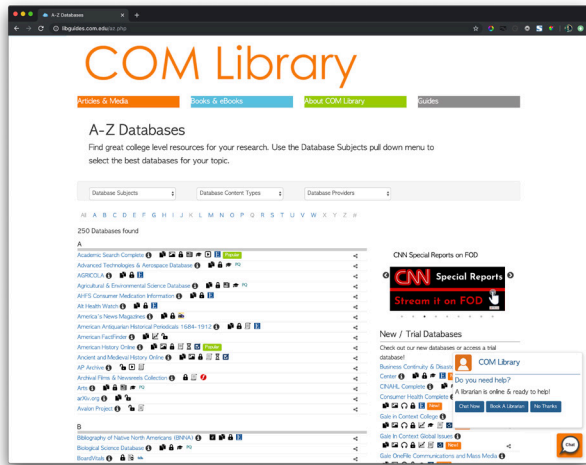 A-Z Databases
libguides.com.edu/az.php
COM Library
Articles & Media
Books & eBooks
About COM Library
Guides
A-Z Databases
Find great college level resources for your research. Use the Database Subjects pull down menu to
select the best databases for your topic.
Database Subjects
Database Content Types
Database Providers
All A B C D E F G H I J K L M N O P Q R S T U V W X Y Z #
250 Databases found
A
Academic Search Complete Popular
Advanced Technologies & Aerospace Database PQ
AGRICOLA
Agricultural & Environmental Science Database PQ
AHFS Consumer Medication Information
Alt Health Watch
America's News Magazines
American Antiquarian Historical Periodicals 1684-1912
American FactFinder
American History Online Popular
Ancient and Medieval History Online
AP Archive
Archival Films & Newsreels Collection
Arts PQ
arXiv.org
Avalon Project
B
Bibliography of Native North Americans (BNNA)
Biological Science Database PQ
BoardVitals
CNN Special Reports on FOD
CNN Special Reports
Stream it on FOD
New / Trial Databases
Check out our new databases or access a trial
database!
Business Continuity & Disast
Center New
CINAHL Complete
Consumer Health Complete
New
Gale in Context College
Gale In Context Global Issues
New
Gale OneFile Communications and Mass Media
COM Library
Do you need help?
A librarian is online & ready to help!
Chat Now
Book A Librarian
No Thanks
Chat